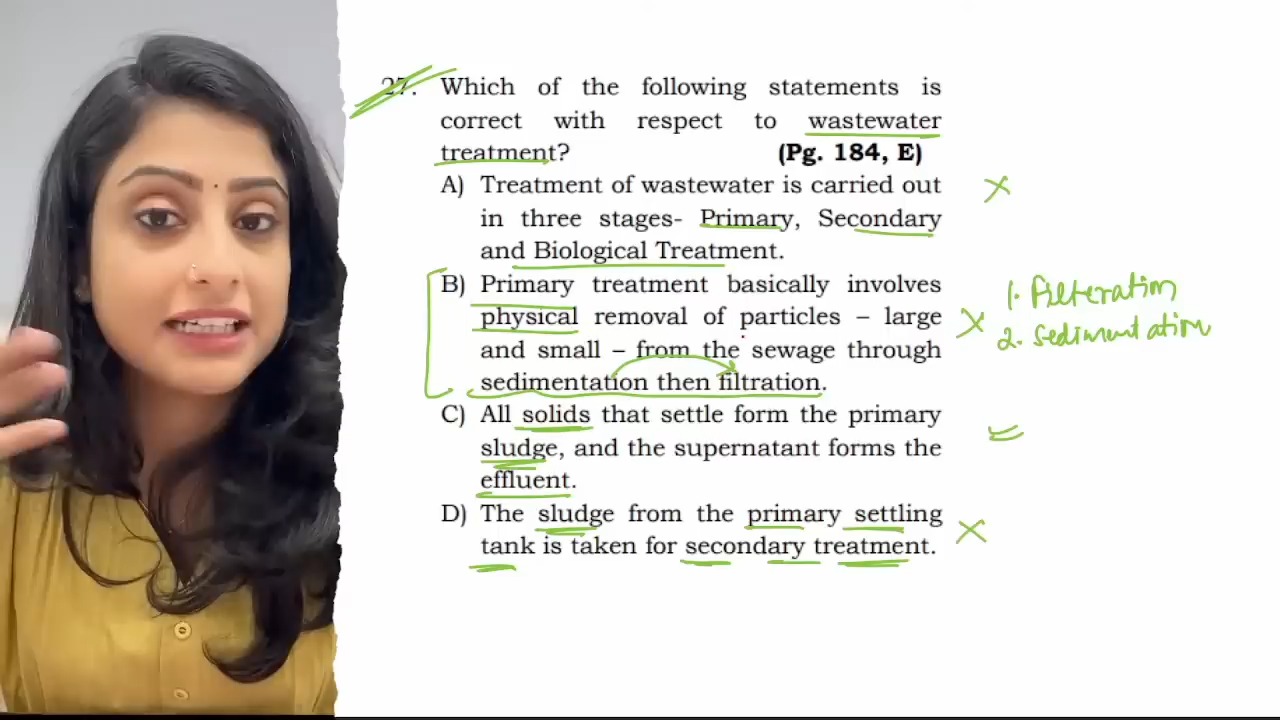 27. Which of the following statements is
correct with respect to wastewater
treatment? (Pg. 184, E)
A) Treatment of wastewater is carried out
in three stages- Primary, Secondary
and Biological Treatment.
B) Primary treatment basically involves
physical removal of particles – large
and small – from the sewage through
sedimentation then filtration.
C) All solids that settle form the primary
sludge, and the supernatant forms the
effluent.
D) The sludge from the primary settling
tank is taken for secondary treatment.
1. Filteration
2. Sedimentation